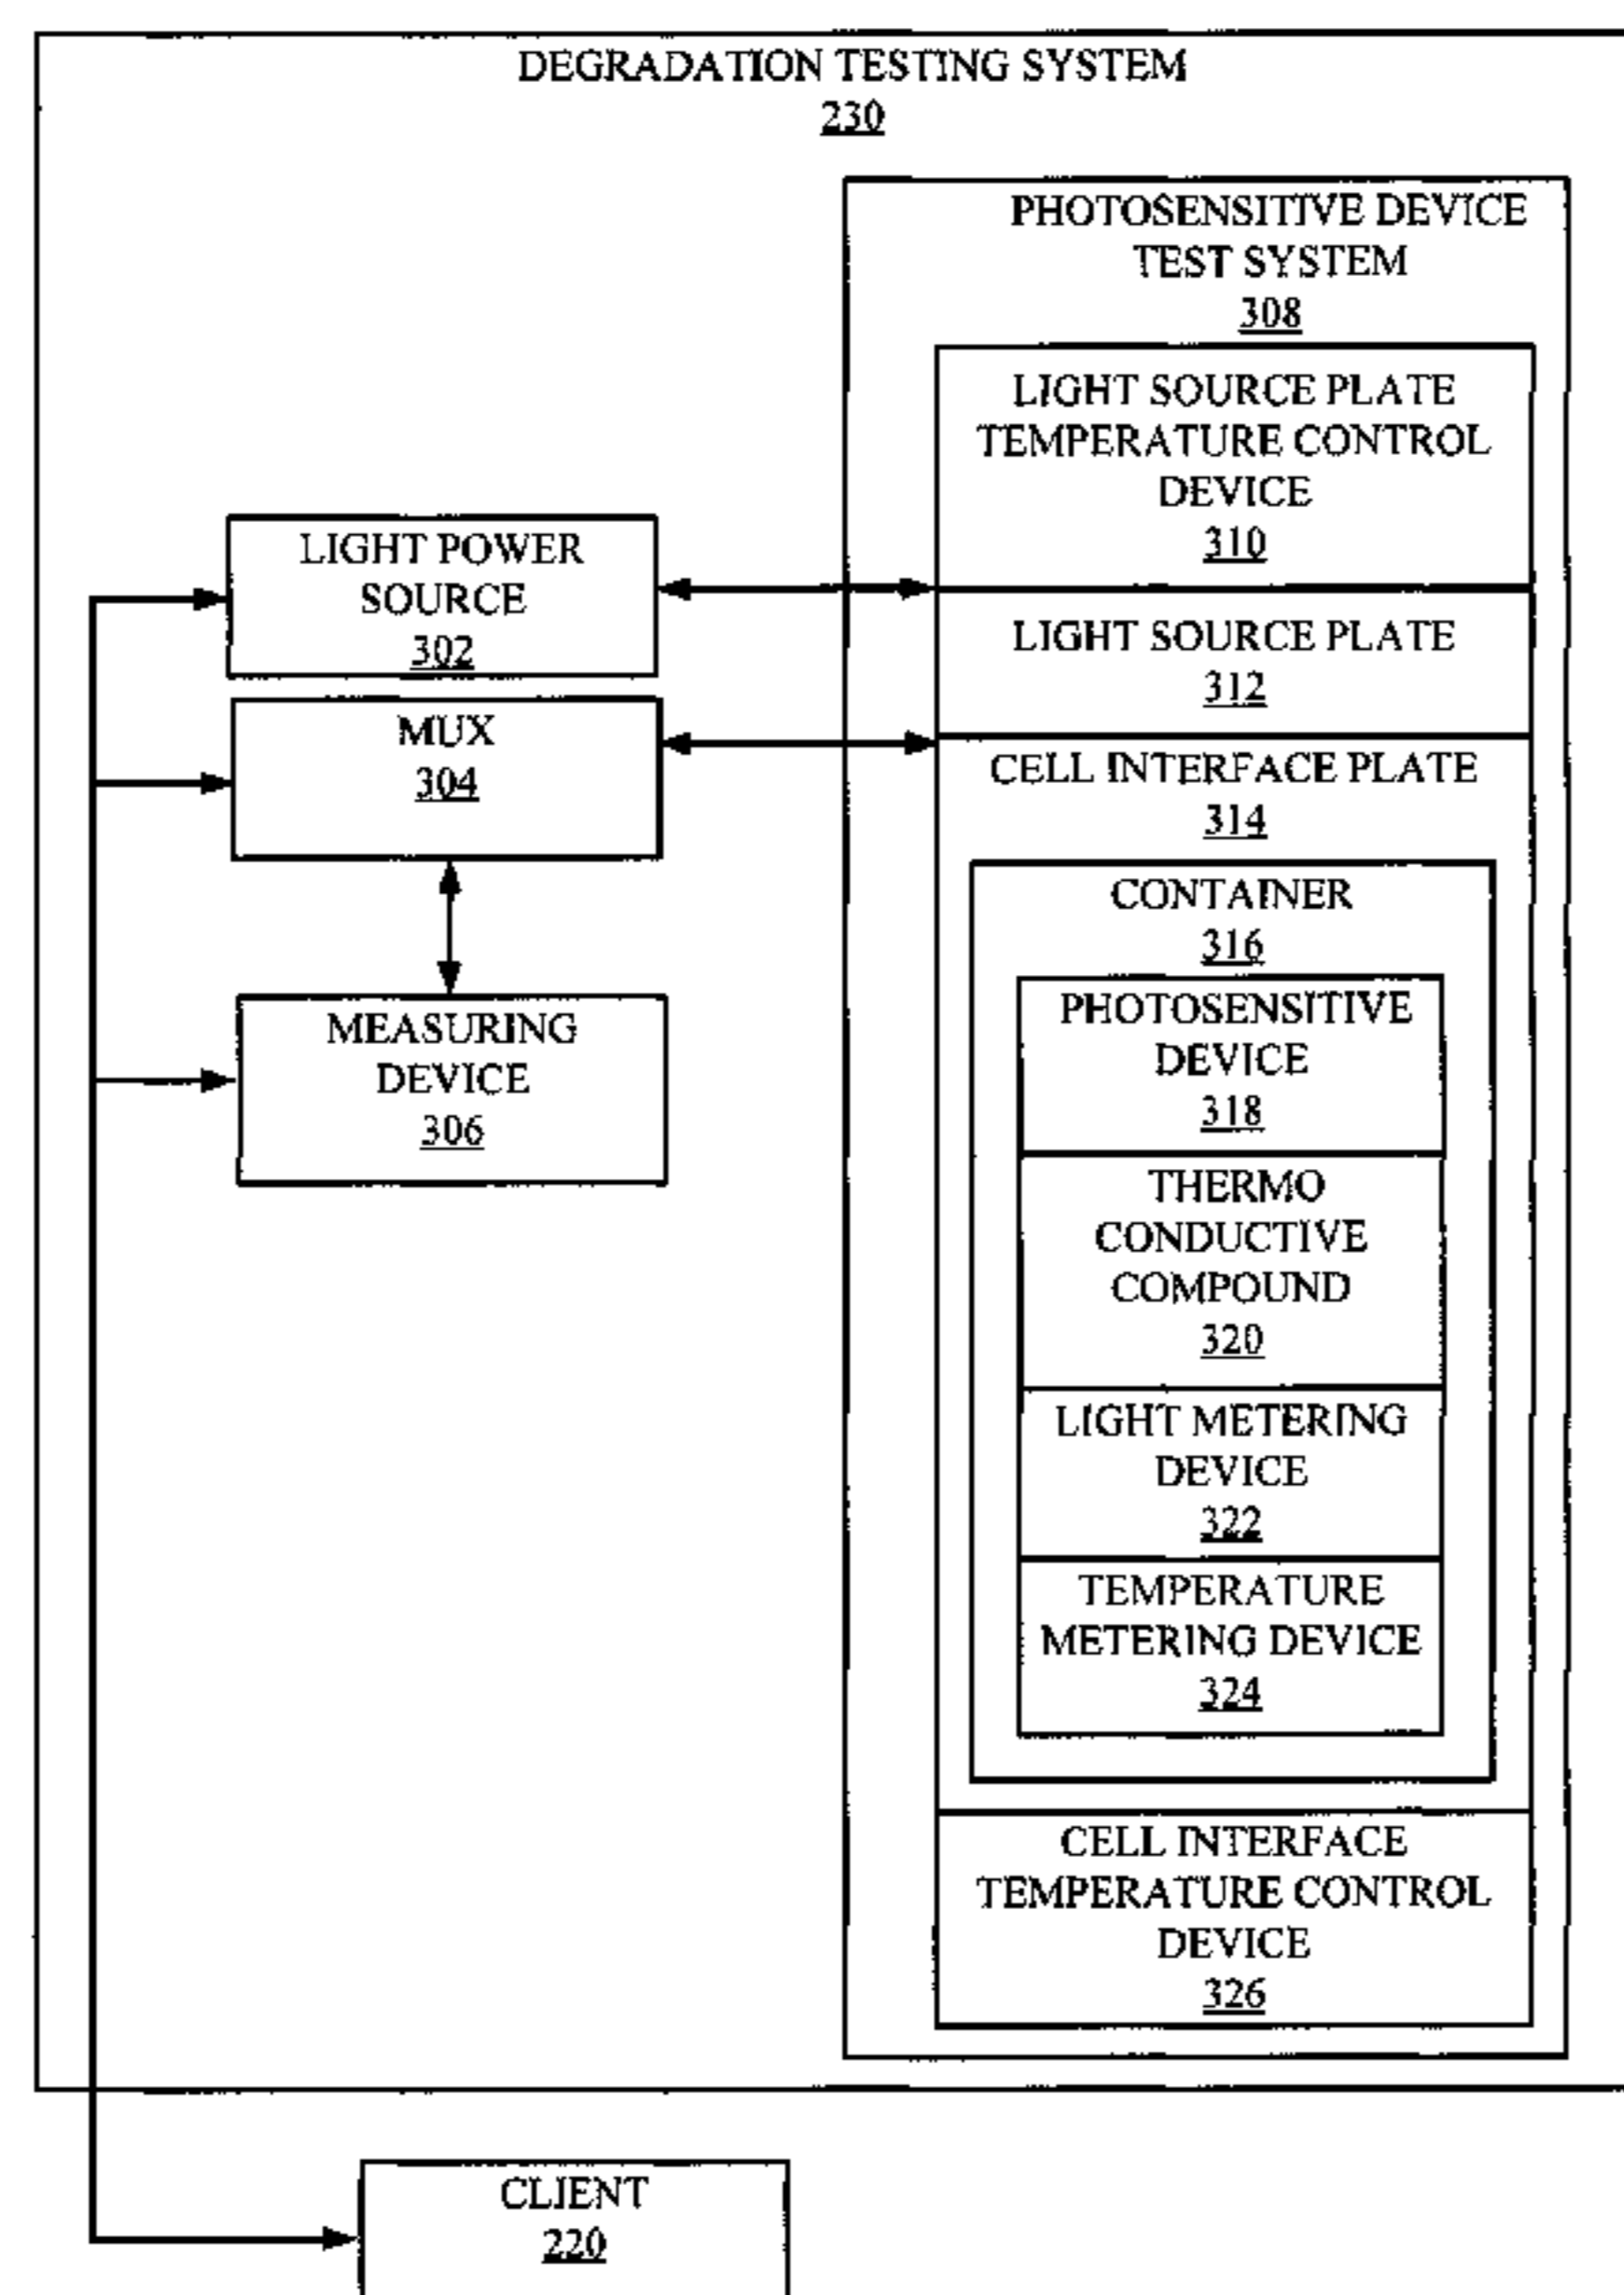 DEGRADATION TESTING SYSTEM
230
PHOTOSENSITIVE DEVICE
TEST SYSTEM
308
LIGHT SOURCE PLATE
TEMPERATURE CONTROL
DEVICE
310
LIGHT POWER
SOURCE
302
LIGHT SOURCE PLATE
312
MUX
304
CELL INTERFACE PLATE
314
CONTAINER
316
PHOTOSENSITIVE
DEVICE
318
MEASURING
DEVICE
306
THERMO
CONDUCTIVE
COMPOUND
320
LIGHT METERING
DEVICE
322
TEMPERATURE
METERING DEVICE
324
CELL INTERFACE
TEMPERATURE CONTROL
DEVICE
326
CLIENT
220